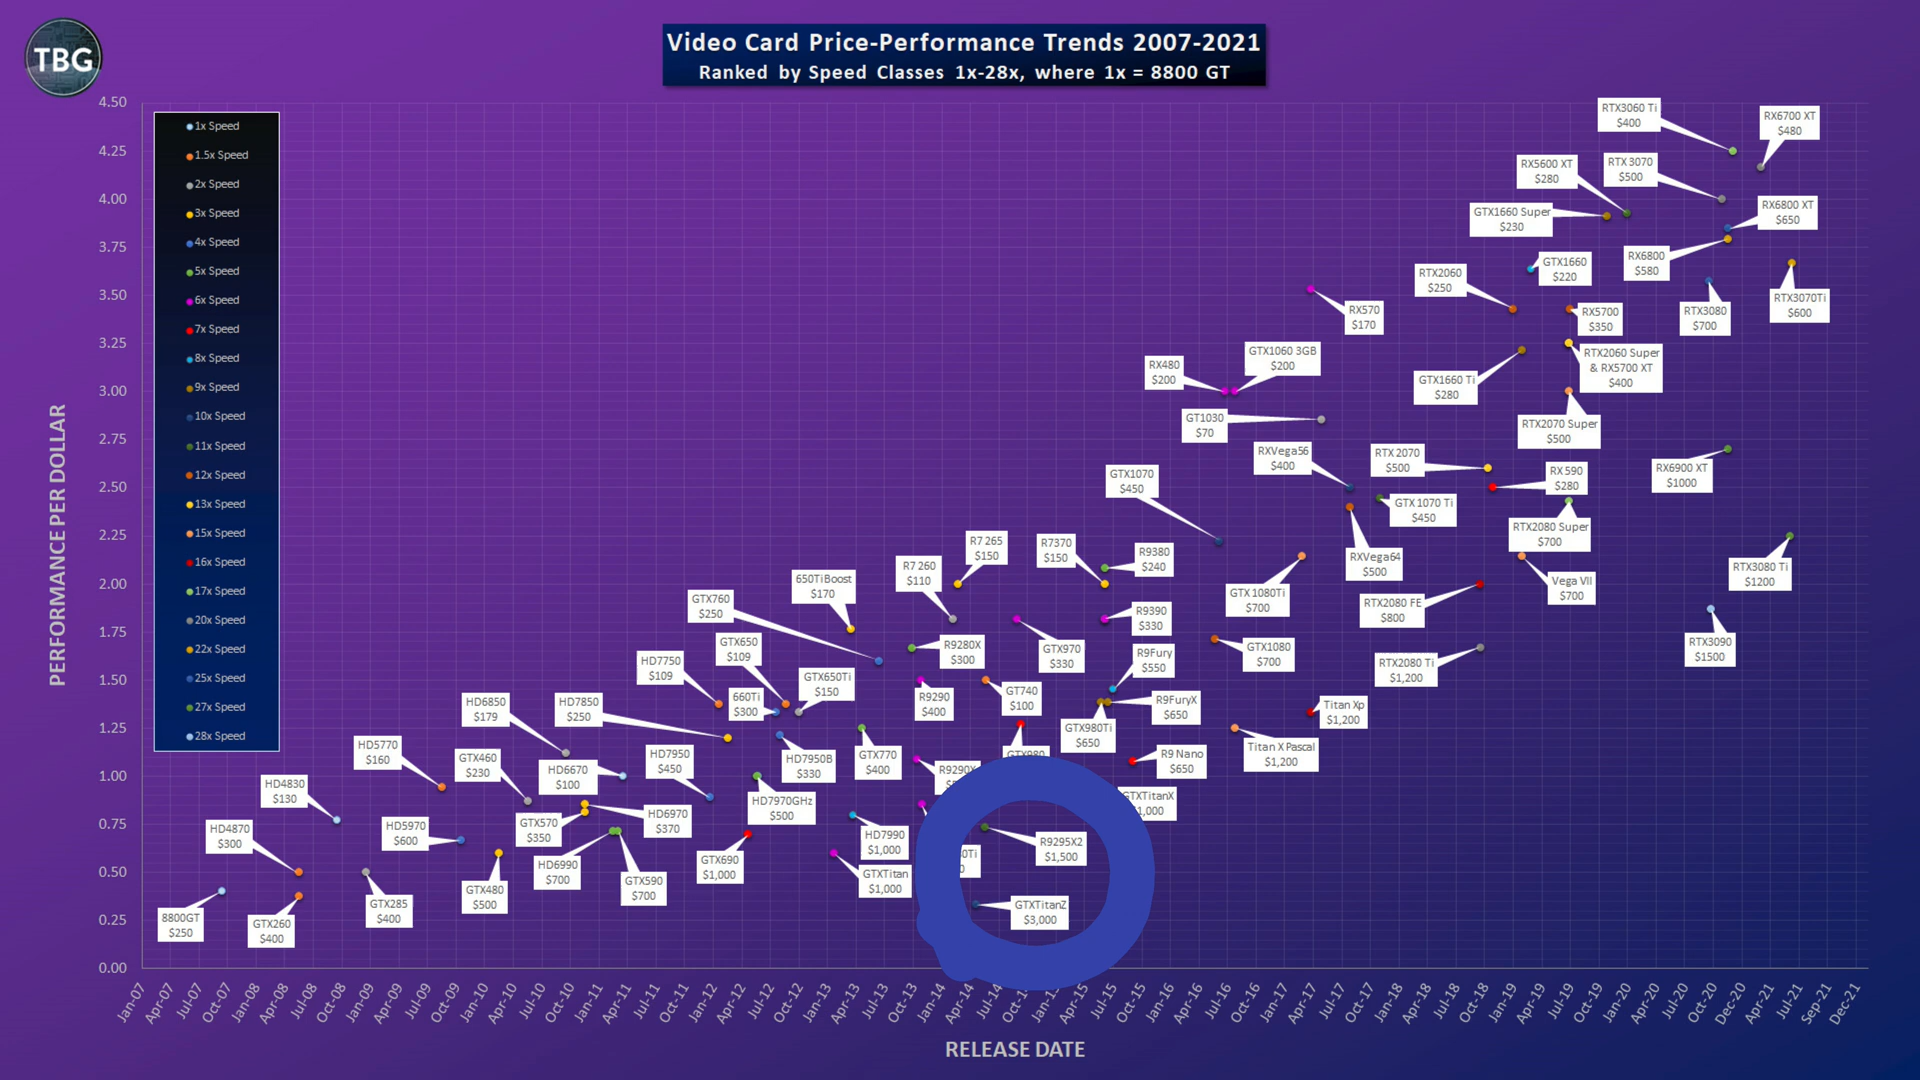 TBG
Video Card Price-Performance Trends 2007-2021
Ranked by Speed Classes 1x-28x, where 1x = 8800 GT
PERFORMANCE PER DOLLAR
4.50
4.25
4.00
3.75
3.50
3.25
3.00
2.75
2.50
2.25
2.00
1.75
1.50
1.25
1.00
0.75
0.50
0.25
0.00
1x Speed
1.5x Speed
2x Speed
3x Speed
4x Speed
5x Speed
6x Speed
7x Speed
8x Speed
9x Speed
10x Speed
11x Speed
12x Speed
13x Speed
15x Speed
16x Speed
17x Speed
20x Speed
22x Speed
25x Speed
27x Speed
28x Speed
8800GT
$250
HD4870
$300
GTX260
$400
HD4830
$130
GTX285
$400
HD5770
$160
HD5970
$600
GTX480
$500
GTX460
$230
HD6850
$179
HD6670
$100
GTX570
$350
HD6970
$370
HD6990
$700
GTX590
$700
HD7850
$250
HD7950
$450
HD7750
$109
GTX690
$1,000
HD7970GHz
$500
GTX760
$250
GTX650
$109
660Ti
$300
GTX650Ti
$150
HD7950B
$330
650TiBoost
$170
GTX770
$400
HD7990
$1,000
GTXTitan
$1,000
R7 260
$110
R7 265
$150
R9280X
$300
R9290
$400
R9290X
GT740
$100
GTX970
$330
GTX980
0Ti
0
R9295X2
$1,500
GTXTitanZ
$3,000
R7370
$150
R9380
$240
R9390
$330
R9Fury
$550
R9FuryX
$650
GTX980Ti
$650
R9 Nano
$650
GTXTitanX
1,000
GTX1070
$450
GTX1080
$700
RX480
$200
GTX1060 3GB
$200
GT1030
$70
RX570
$170
GTX1080Ti
$700
Titan X Pascal
$1,200
Titan Xp
$1,200
RXVega56
$400
RXVega64
$500
GTX 1070 Ti
$450
RTX 2070
$500
RX 590
$280
RTX2080 FE
$800
RTX2080 Ti
$1,200
RTX2060
$250
GTX1660 Ti
$280
GTX1660
$220
Vega VII
$700
RX5700
$350
RTX2060 Super
& RX5700 XT
$400
RTX2070 Super
$500
RTX2080 Super
$700
GTX1660 Super
$230
RX5600 XT
$280
RTX3060 Ti
$400
RTX 3070
$500
RX6700 XT
$480
RX6800 XT
$650
RX6800
$580
RTX3080
$700
RTX3070Ti
$600
RX6900 XT
$1000
RTX3080 Ti
$1200
RTX3090
$1500
Jan-07
Apr-07
Jul-07
Oct-07
Jan-08
Apr-08
Jul-08
Oct-08
Jan-09
Apr-09
Jul-09
Oct-09
Jan-10
Apr-10
Jul-10
Oct-10
Jan-11
Apr-11
Jul-11
Oct-11
Jan-12
Apr-12
Jul-12
Oct-12
Jan-13
Apr-13
Jul-13
Oct-13
Jan-14
Apr-14
Jul-1
Apr-15
Jul-15
Oct-15
Jan-16
Apr-16
Jul-16
Oct-16
Jan-17
Apr-17
Jul-17
Oct-17
Jan-18
Apr-18
Jul-18
Oct-18
Jan-19
Apr-19
Jul-19
Oct-19
Jan-20
Apr-20
Jul-20
Oct-20
Dec-20
Apr-21
Jul-21
Sep-21
Dec-21
RELEASE DATE